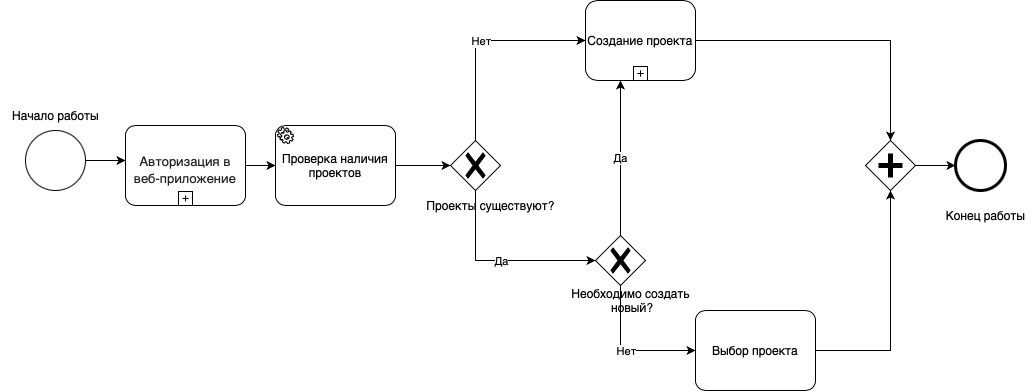 Начало работы
Авторизация в
веб-приложение
Проверка наличия
проектов
Проекты существуют?
Нет
Создание проекта
Да
Да
Необходимо создать
новый?
Нет
Выбор проекта
Конец работы